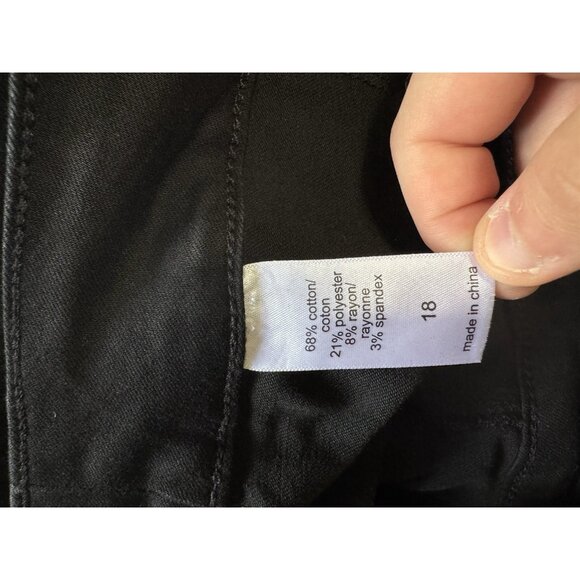 68% cotton/
coton
21% polyester
8% rayon/
rayonne
3% spandex
18
made in china